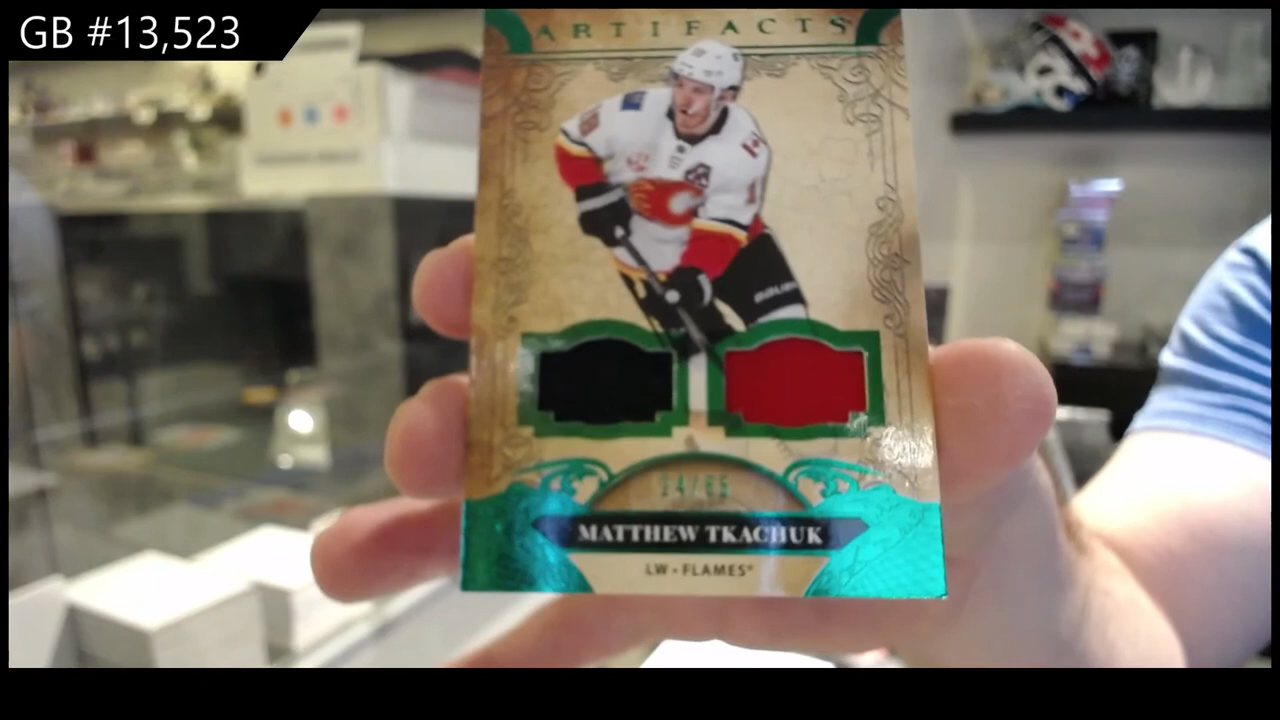 GB #13,523
ARTIFACTS
MATTHEW TKACHUK
LW • FLAMES